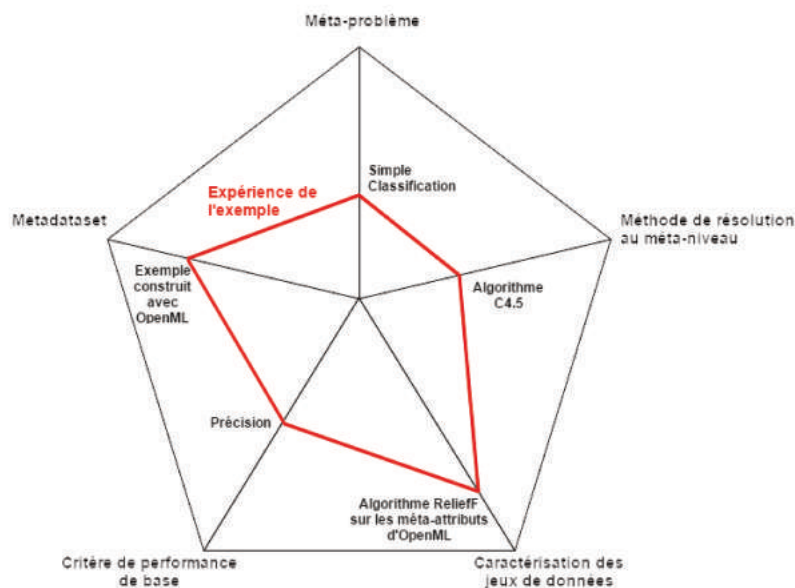 Méta-problème
Simple
Classification
Expérience de
l'exemple
Metadataset
Méthode de résolution
au méta-niveau
Exemple
construit
avec
OpenML
Algorithme
C4.5
Précision
Algorithme ReliefF
sur les méta-attributs
d'OpenML
Critère de performance
de base
Caractérisation des
jeux de données